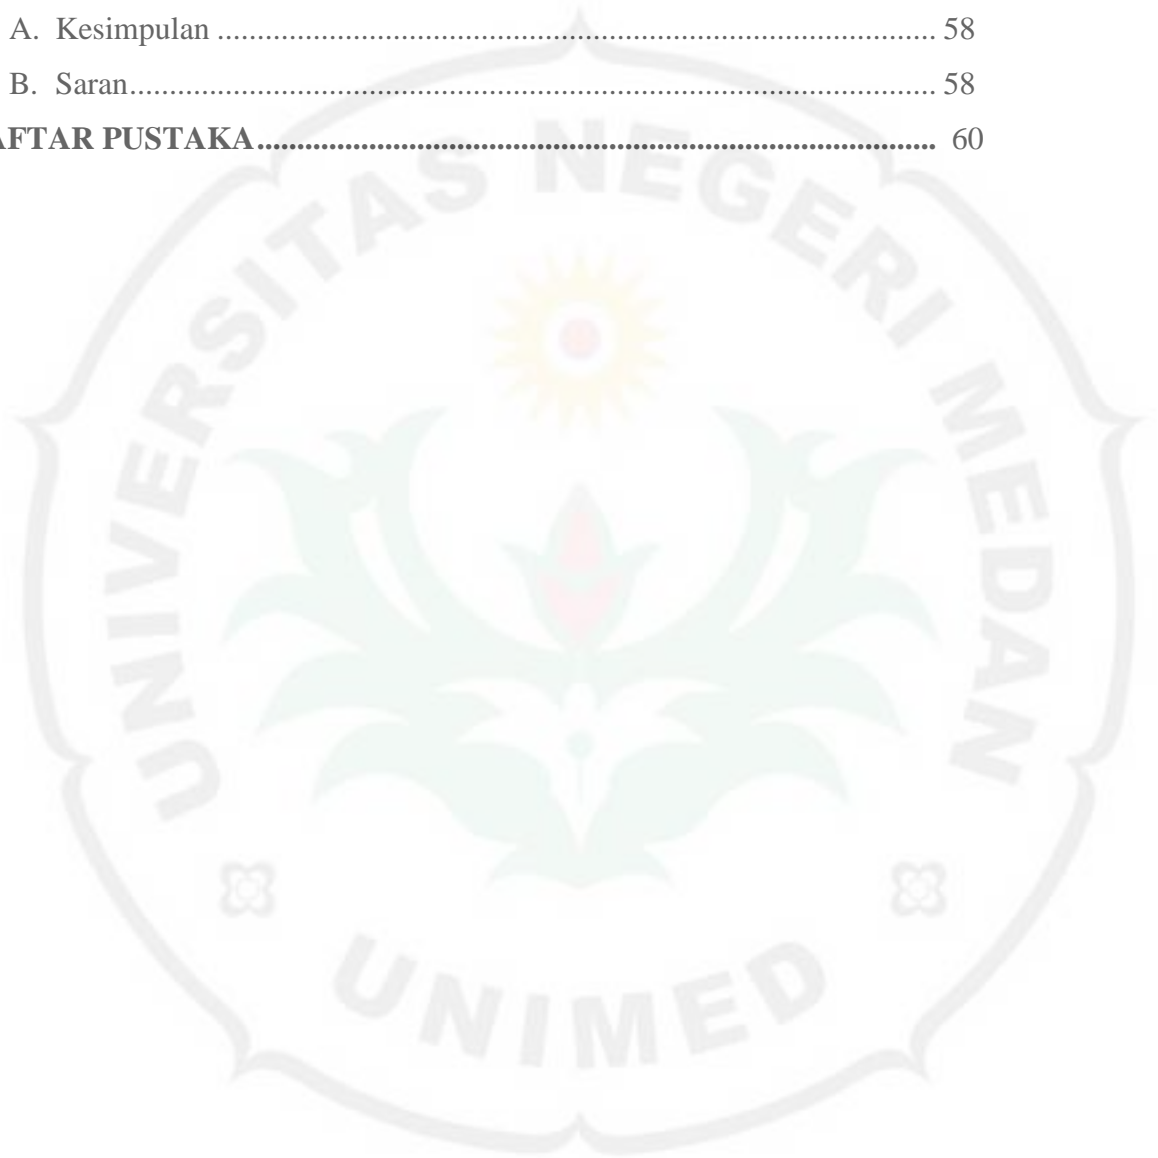 A. Kesimpulan ........................................................................................... 58
B. Saran...................................................................................................... 58
AFTAR PUSTAKA..................................................................................... 60
UNIVERSITAS NEGERI MEDAN
UNIMED